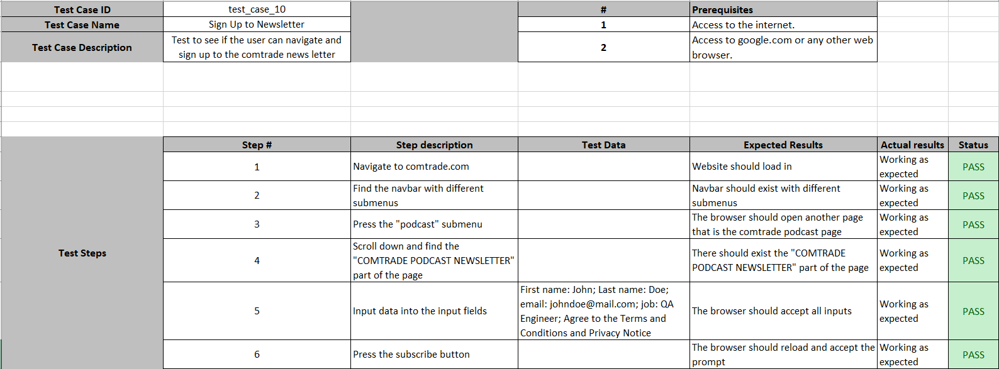 Test Case ID
test_case_10
#
Prerequisites
Test Case Name
Sign Up to Newsletter
1
Access to the internet.
Test Case Description
Test to see if the user can navigate and
sign up to the comtrade news letter
2
Access to google.com or any other web
browser.
Step #
Step description
Test Data
Expected Results
Actual results
Status
Test Steps
1
Navigate to comtrade.com
Website should load in
Working as
expected
PASS
2
Find the navbar with different
submenus
Navbar should exist with different
submenus
Working as
expected
PASS
3
Press the "podcast" submenu
The browser should open another page
that is the comtrade podcast page
Working as
expected
PASS
4
Scroll down and find the
"COMTRADE PODCAST NEWSLETTER"
part of the page
There should exist the "COMTRADE
PODCAST NEWSLETTER" part of the page
Working as
expected
PASS
5
Input data into the input fields
First name: John; Last name: Doe;
email: johndoe@mail.com; job: QA
Engineer; Agree to the Terms and
Conditions and Privacy Notice
The browser should accept all inputs
Working as
expected
PASS
6
Press the subscribe button
The browser should reload and accept the
prompt
Working as
expected
PASS